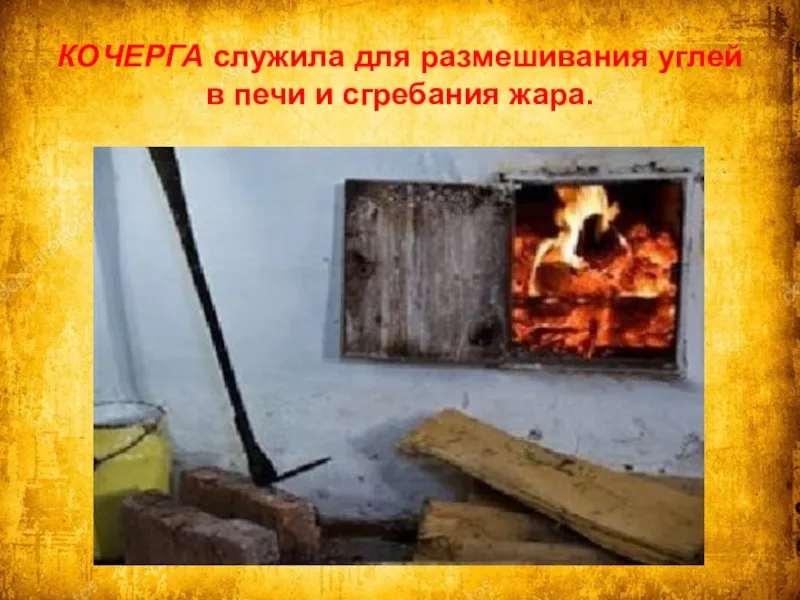 КОЧЕРГА служила для размешивания углей
в печи и сгребания жара.